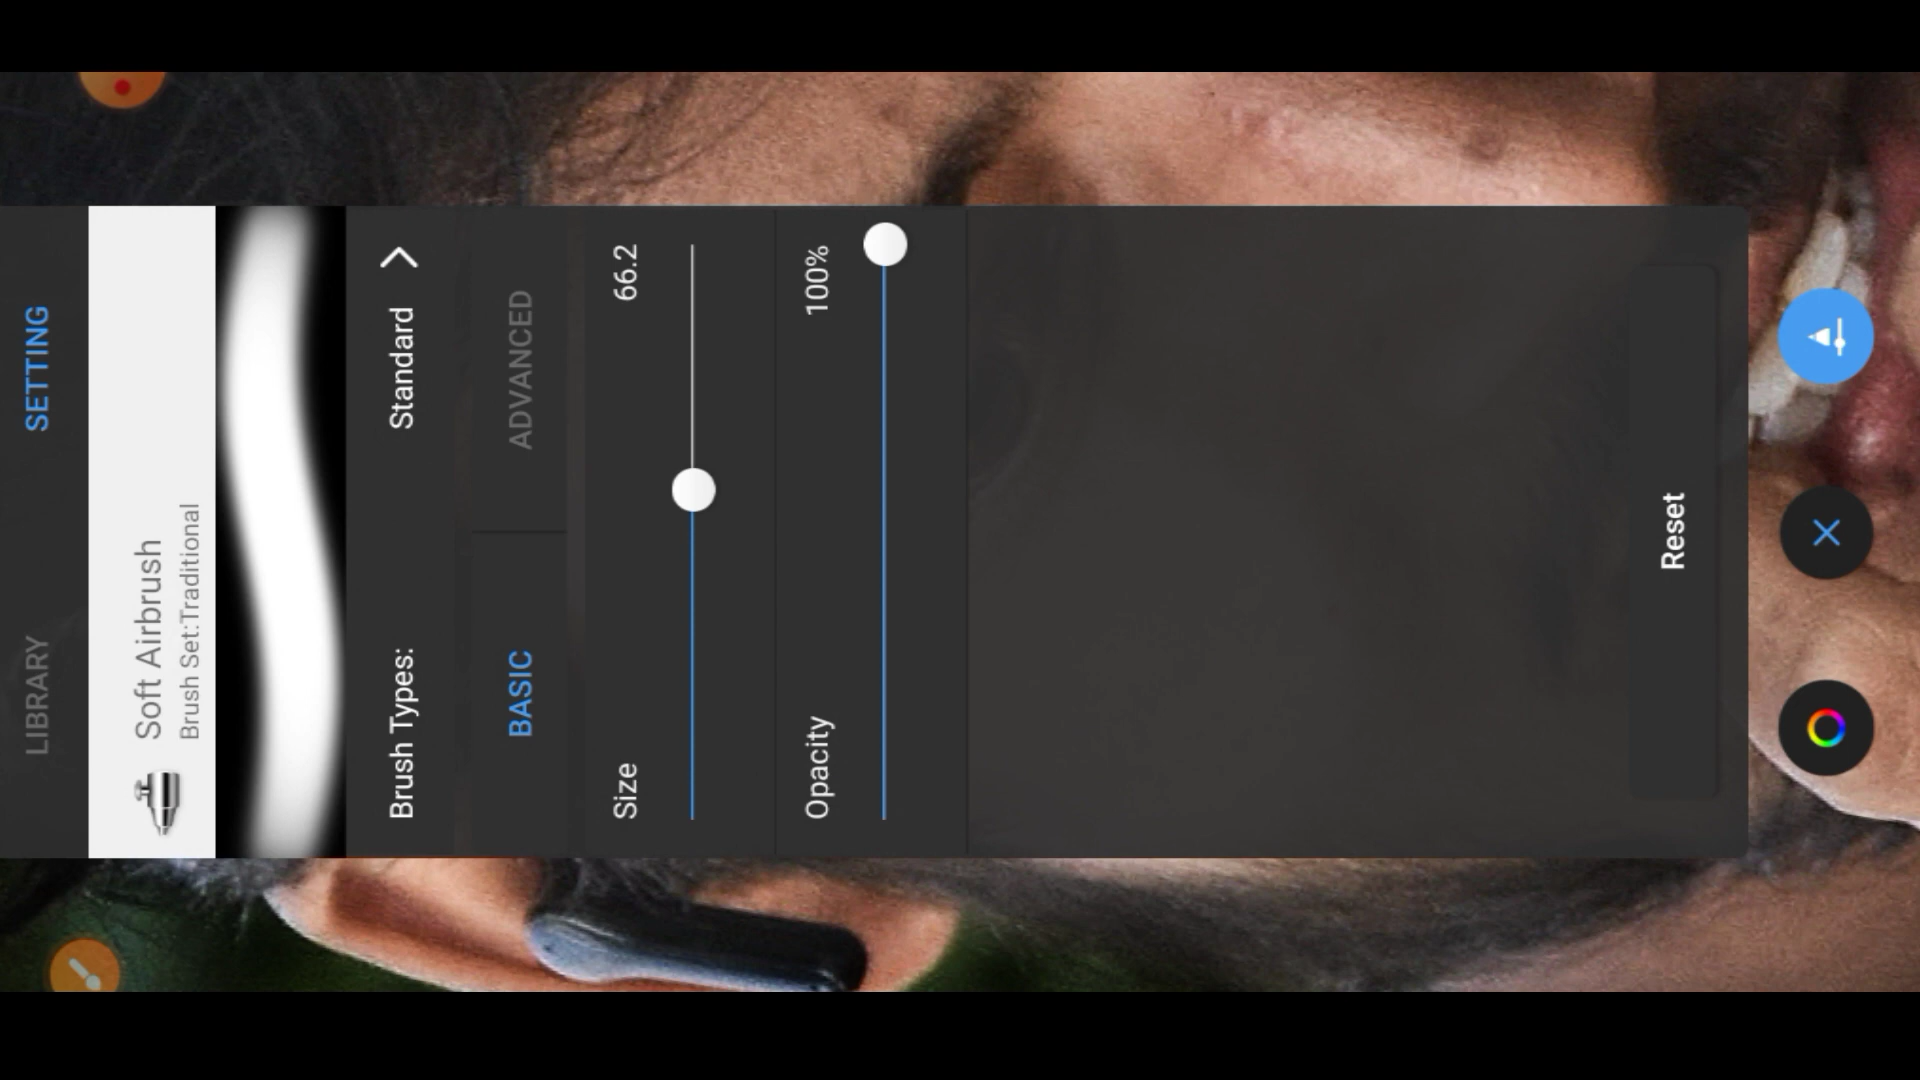 LIBRARY
SETTING
Soft Airbrush
Brush Set:Traditional
Brush Types:
Standard
BASIC
ADVANCED
Size
66.2
Opacity
100%
Reset